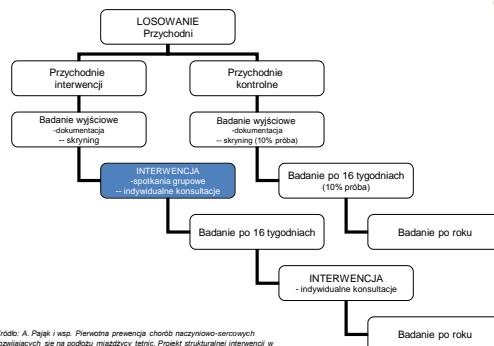 LOSOWANIE
Przychodni
Przychodnie
interwencji
Przychodnie
kontrolne
Badanie wyjściowe
-dokumentacja
-- skryning
Badanie wyjściowe
-dokumentacja
-- skryning (10% próba)
INTERWENCJA
-spotkania grupowe
-- indywidualne konsultacje
Badanie po 16 tygodniach
(10% próba)
Badanie po 16 tygodniach
Badanie po roku
INTERWENCJA
- indywidualne konsultacje
Badanie po roku
A. Pająk i wsp. Pierwotna prewencja chorób naczyniowo-sercowych
się na podłożu miażdżycy tętnic. Projekt strukturalnej interwencji w